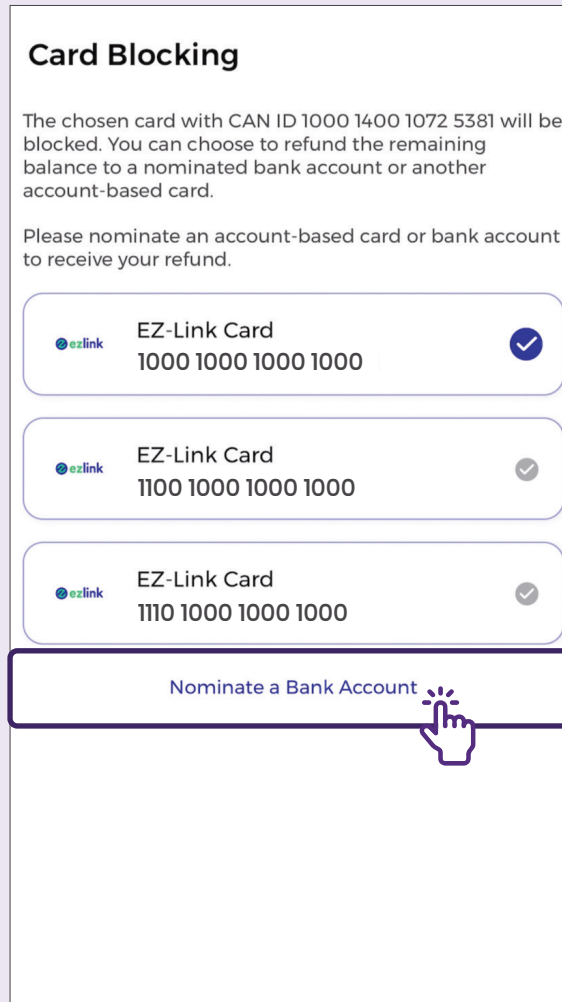 Card Blocking
The chosen card with CAN ID 1000 1400 1072 5381 will be
blocked. You can choose to refund the remaining
balance to a nominated bank account or another
account-based card.
Please nominate an account-based card or bank account
to receive your refund.
ezlink
EZ-Link Card
1000 1000 1000 1000
ezlink
EZ-Link Card
1100 1000 1000 1000
ezlink
EZ-Link Card
1110 1000 1000 1000
Nominate a Bank Account